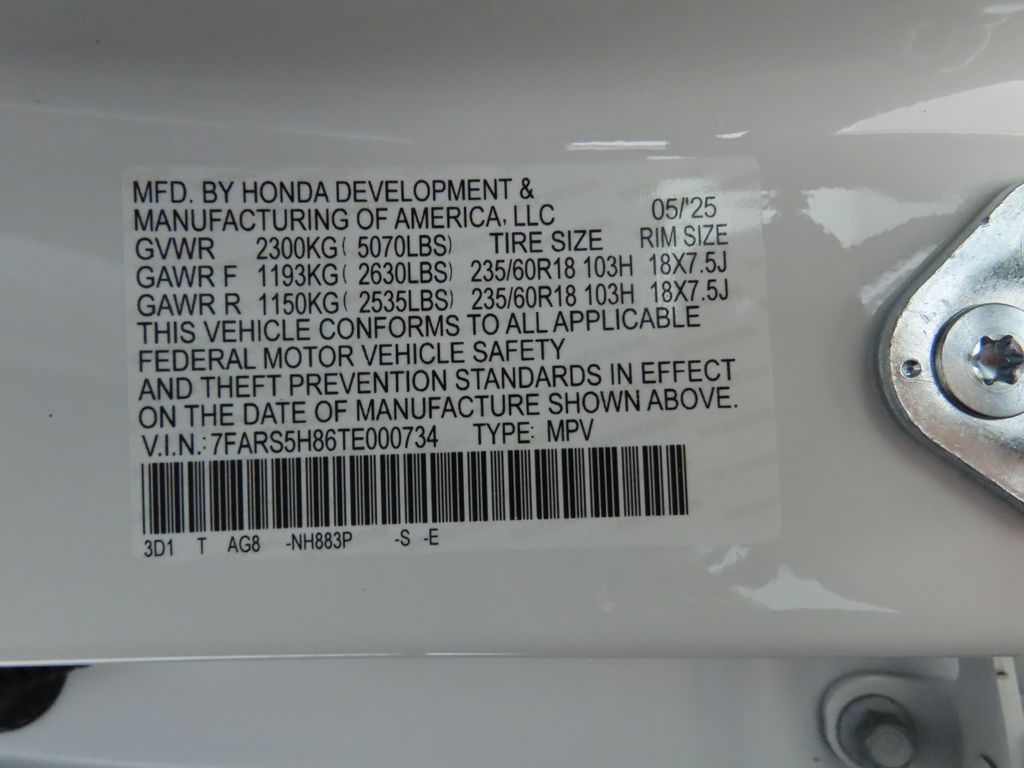 MFD. BY HONDA DEVELOPMENT &
MANUFACTURING OF AMERICA, LLC 05/'25
GVWR 2300KG( 5070LBS) TIRE SIZE RIM SIZE
GAWR F 1193KG( 2630LBS) 235/60R18 103H 18X7.5J
GAWR R 1150KG( 2535LBS) 235/60R18 103H 18X7.5J
THIS VEHICLE CONFORMS TO ALL APPLICABLE
FEDERAL MOTOR VEHICLE SAFETY
AND THEFT PREVENTION STANDARDS IN EFFECT
ON THE DATE OF MANUFACTURE SHOWN ABOVE.
V.I.N.: 7FARS5H86TE000734 TYPE: MPV
3D1 T AG8 -NH883P -S -E